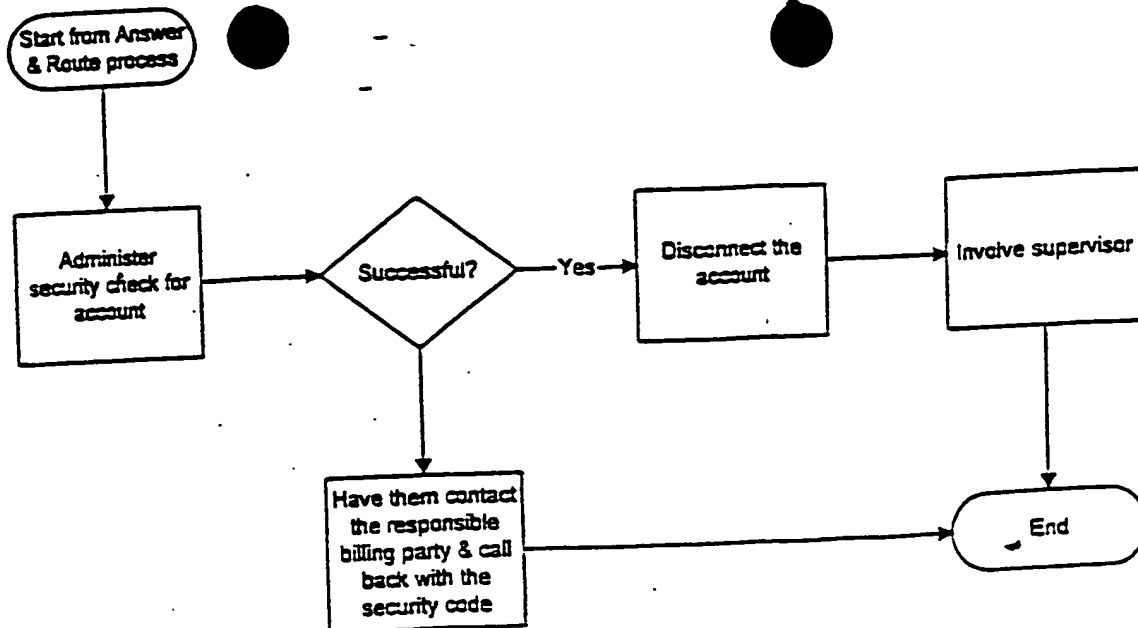 Start from Answer
& Route process
Administer
security check for
account
Successful?
Yes
Disconnect the
account
Involve supervisor
Have them contact
the responsible
billing party & call
back with the
security code
End